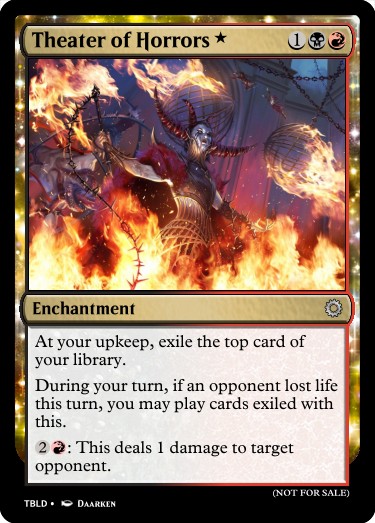 Theater of Horrors ★ 1
Enchantment
At your upkeep, exile the top card of
your library.
During your turn, if an opponent lost life
this turn, you may play cards exiled with
this.
2 : This deals 1 damage to target
opponent.
(NOT FOR SALE)
TBLD • Daarken